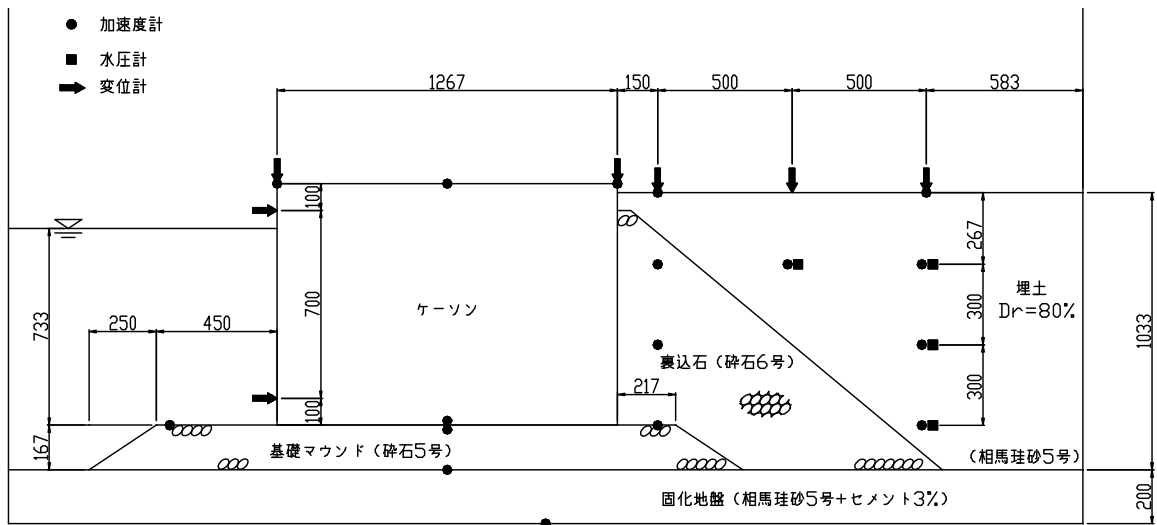 加速度計
水圧計
変位計
1267
150
500
500
583
100
700
100
267
300
300
1033
733
250
450
ケーソン
埋土
Dr=80%
裏込石(砕石6号)
217
167
基礎マウンド(砕石5号)
(相馬珪砂5号)
固化地盤(相馬珪砂5号+セメント3%)
200